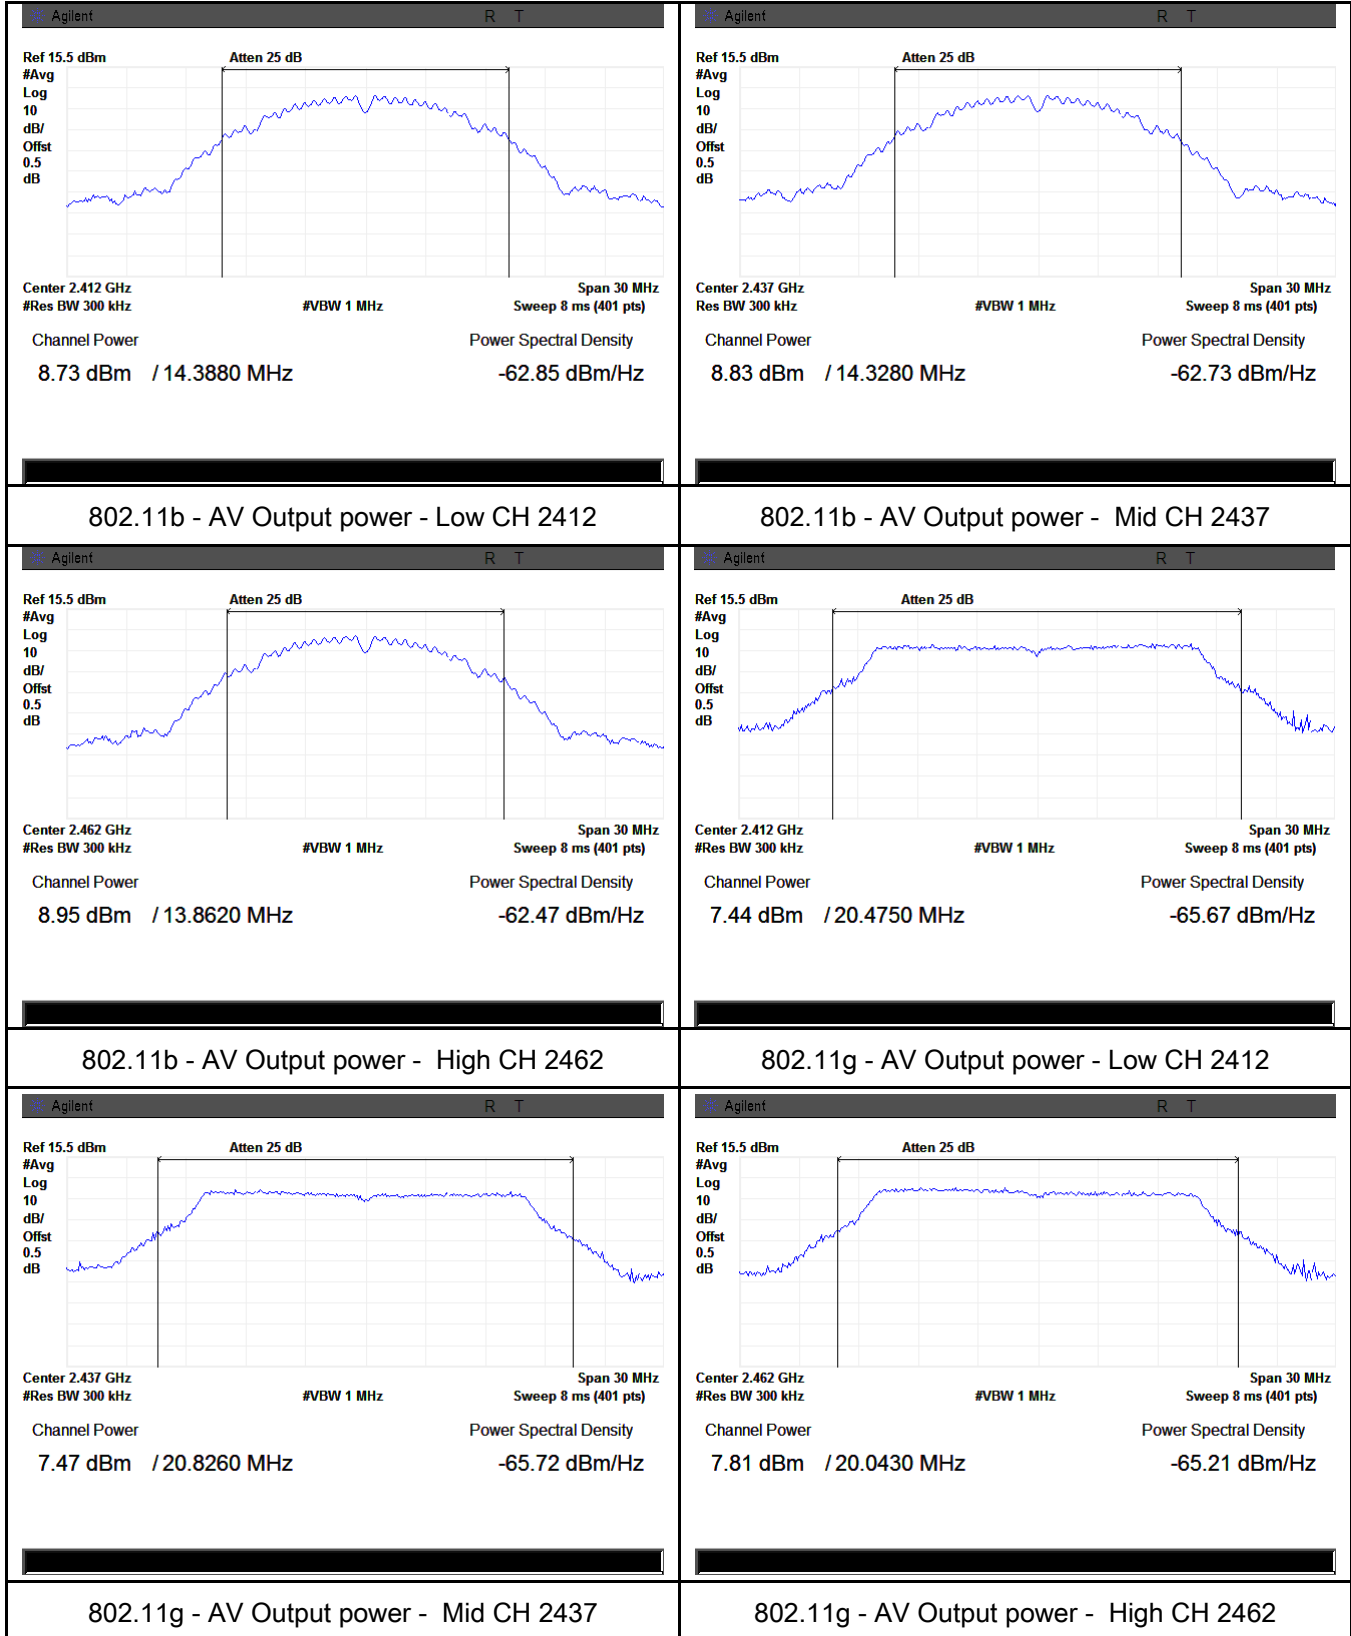 Agilent R T
Ref 15.5 dBm Atten 25 dB
#Avg
Log
10
dB/
Offst
0.5
dB
Center 2.412 GHz Span 30 MHz
#Res BW 300 kHz #VBW 1 MHz Sweep 8 ms (401 pts)
Channel Power Power Spectral Density
8.73 dBm / 14.3880 MHz -62.85 dBm/Hz
802.11b - AV Output power - Low CH 2412
Agilent R T
Ref 15.5 dBm Atten 25 dB
#Avg
Log
10
dB/
Offst
0.5
dB
Center 2.437 GHz Span 30 MHz
Res BW 300 kHz #VBW 1 MHz Sweep 8 ms (401 pts)
Channel Power Power Spectral Density
8.83 dBm / 14.3280 MHz -62.73 dBm/Hz
802.11b - AV Output power - Mid CH 2437
Agilent R T
Ref 15.5 dBm Atten 25 dB
#Avg
Log
10
dB/
Offst
0.5
dB
Center 2.462 GHz Span 30 MHz
#Res BW 300 kHz #VBW 1 MHz Sweep 8 ms (401 pts)
Channel Power Power Spectral Density
8.95 dBm / 13.8620 MHz -62.47 dBm/Hz
802.11b - AV Output power - High CH 2462
Agilent R T
Ref 15.5 dBm Atten 25 dB
#Avg
Log
10
dB/
Offst
0.5
dB
Center 2.412 GHz Span 30 MHz
#Res BW 300 kHz #VBW 1 MHz Sweep 8 ms (401 pts)
Channel Power Power Spectral Density
7.44 dBm / 20.4750 MHz -65.67 dBm/Hz
802.11g - AV Output power - Low CH 2412
Agilent R T
Ref 15.5 dBm Atten 25 dB
#Avg
Log
10
dB/
Offst
0.5
dB
Center 2.437 GHz Span 30 MHz
#Res BW 300 kHz #VBW 1 MHz Sweep 8 ms (401 pts)
Channel Power Power Spectral Density
7.47 dBm / 20.8260 MHz -65.72 dBm/Hz
802.11g - AV Output power - Mid CH 2437
Agilent R T
Ref 15.5 dBm Atten 25 dB
#Avg
Log
10
dB/
Offst
0.5
dB
Center 2.462 GHz Span 30 MHz
#Res BW 300 kHz #VBW 1 MHz Sweep 8 ms (401 pts)
Channel Power Power Spectral Density
7.81 dBm / 20.0430 MHz -65.21 dBm/Hz
802.11g - AV Output power - High CH 2462